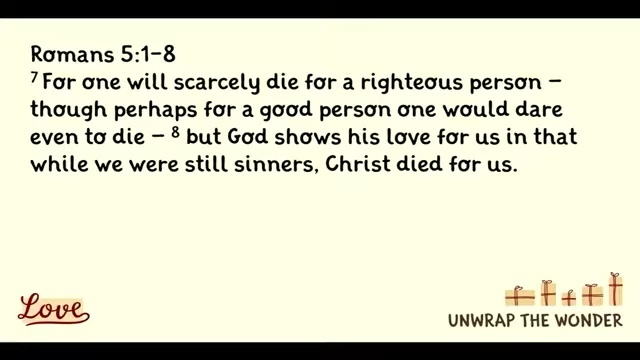 Romans 5:1–8
⁷ For one will scarcely die for a righteous person –
though perhaps for a good person one would dare
even to die – ⁸ but God shows his love for us in that
while we were still sinners, Christ died for us.
Love
UNWRAP THE WONDER